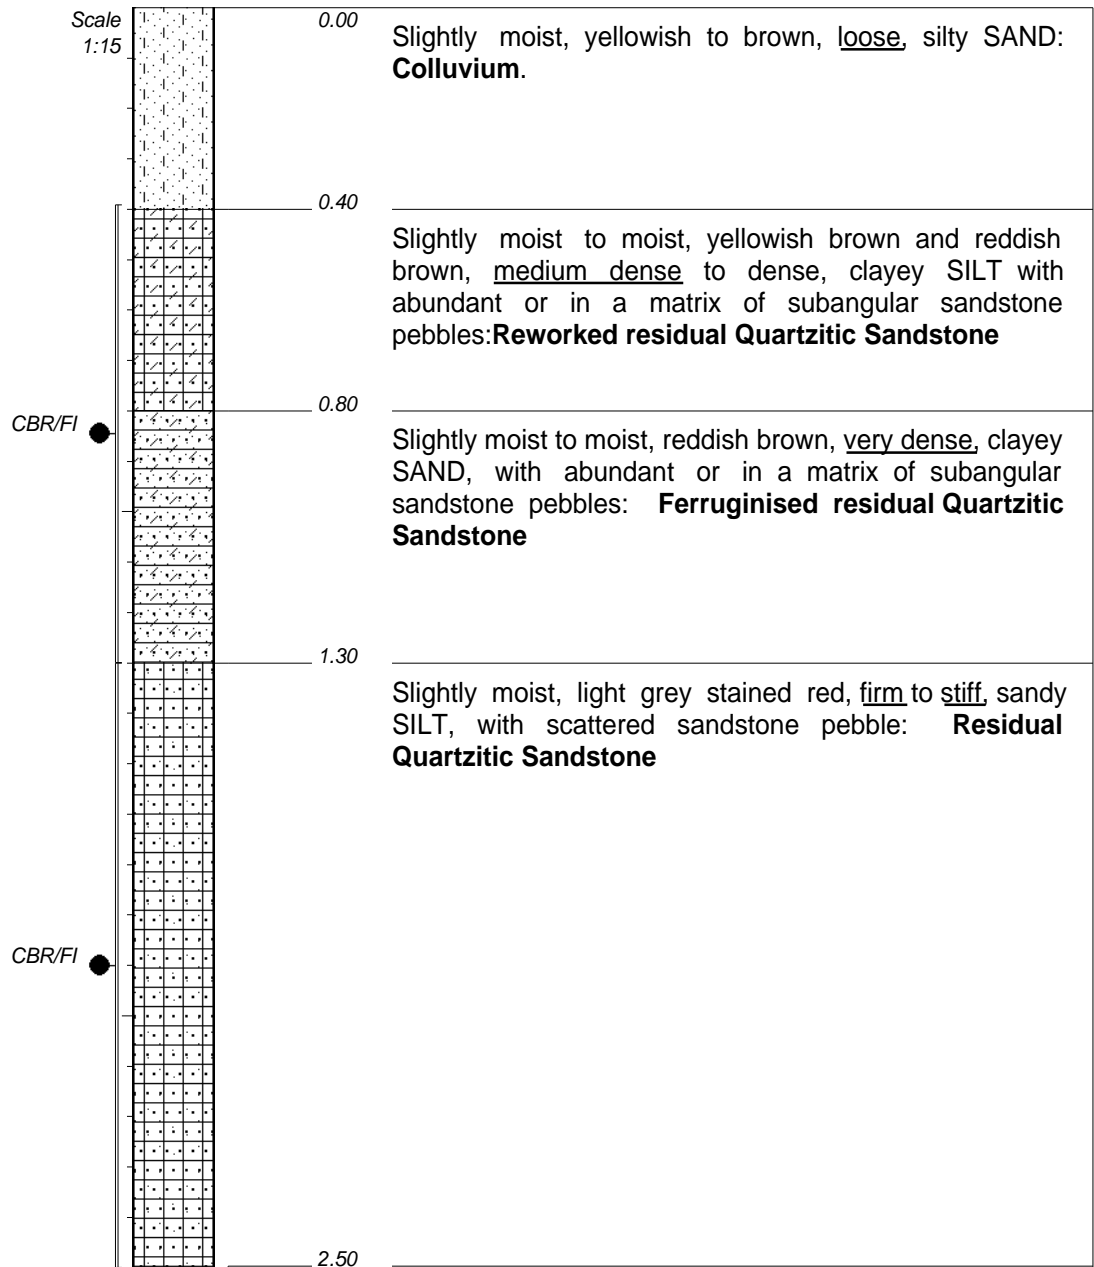 Scale
1:15
0.00
Slightly moist, yellowish to brown, loose, silty SAND:
Colluvium.
0.40
Slightly moist to moist, yellowish brown and reddish
brown, medium dense to dense, clayey SILT with
abundant or in a matrix of subangular sandstone
pebbles:Reworked residual Quartzitic Sandstone
0.80
CBR/FI
Slightly moist to moist, reddish brown, very dense, clayey
SAND, with abundant or in a matrix of subangular
sandstone pebbles: Ferruginised residual Quartzitic
Sandstone
1.30
Slightly moist, light grey stained red, firm to stiff, sandy
SILT, with scattered sandstone pebble: Residual
Quartzitic Sandstone
CBR/FI
2.50